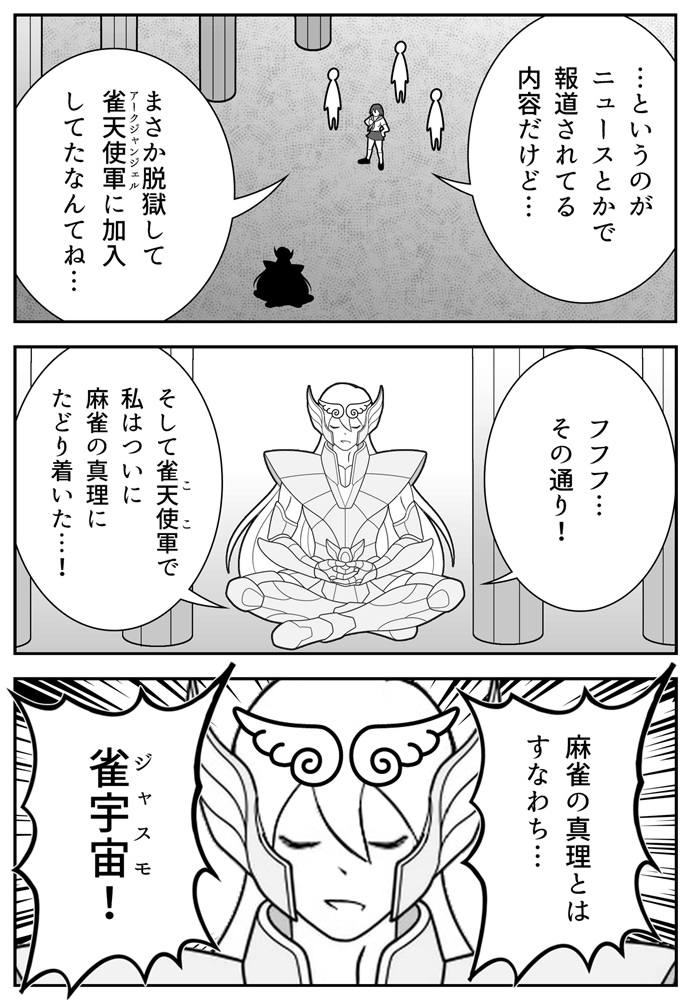 …というのが
ニュースとかで
報道されてる
内容だけど…
まさか脱獄して
雀天使軍に加入
アークジャンジェル
してたなんてね…
フフフ…
その通り！
そして雀天使軍で
ここ
私はついに
麻雀の真理に
たどり着いた…！
麻雀の真理とは
すなわち…
雀宇宙！
ジャスモ